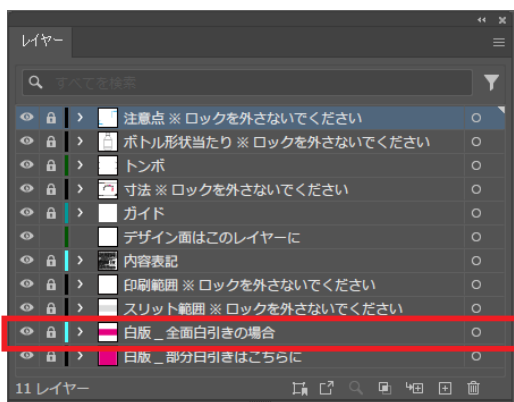 レイヤー
すべてを検索
注意点 ※ ロックを外さないでください
ボトル形状当たり ※ ロックを外さないでください
トンボ
寸法 ※ ロックを外さないでください
ガイド
デザイン面はこのレイヤーに
内容表記
印刷範囲 ※ ロックを外さないでください
スリット範囲 ※ ロックを外さないでください
白版 _ 全面白引きの場合
白版 _ 部分白引きはこちらに
11 レイヤー